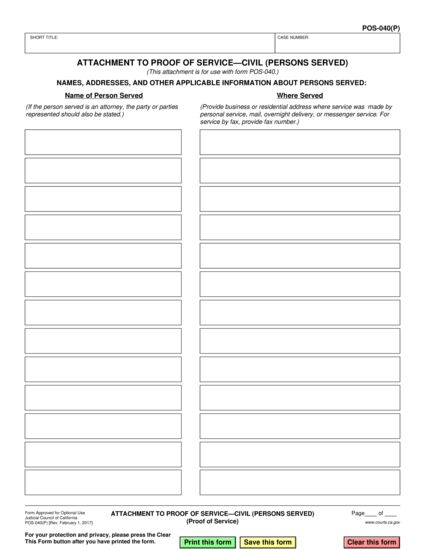 POS-040(P)
SHORT TITLE:
CASE NUMBER:
ATTACHMENT TO PROOF OF SERVICE—CIVIL (PERSONS SERVED)
(This attachment is for use with form POS-040.)
NAMES, ADDRESSES, AND OTHER APPLICABLE INFORMATION ABOUT PERSONS SERVED:
Name of Person Served
Where Served
(If the person served is an attorney, the party or parties
represented should also be stated.)
(Provide business or residential address where service was made by
personal service, mail, overnight delivery, or messenger service. For
service by fax, provide fax number.)
Form Approved for Optional Use
Judicial Council of California
POS-040(P) [Rev. February 1, 2017]
ATTACHMENT TO PROOF OF SERVICE—CIVIL (PERSONS SERVED)
(Proof of Service)
Page____ of ____
www.courts.ca.gov
For your protection and privacy, please press the Clear
This Form button after you have printed the form.
Print this form
Save this form
Clear this form